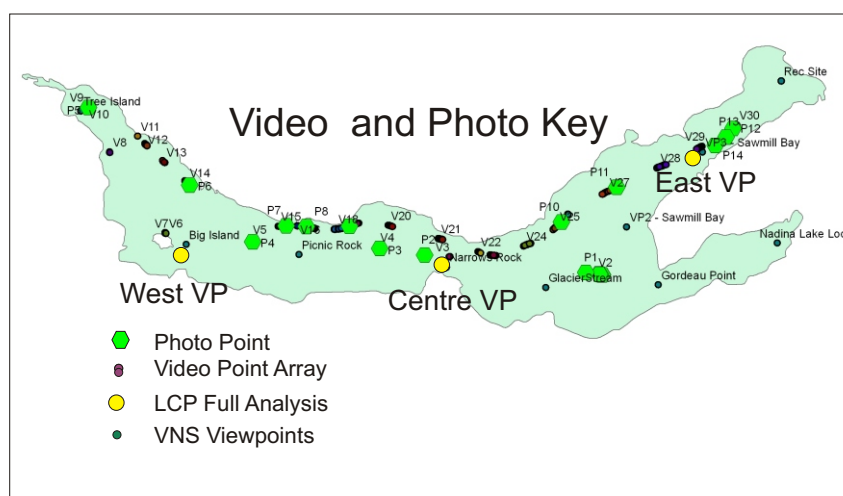 Video and Photo Key
Rec Site
V9
Tree Island
P5
V10
V11
V12
V8
V13
V14
P6
V7
V6
Big Island
V5
P4
P7
V15
V16
P8
V18
Picnic Rock
V20
V4
P3
V21
P2
V3
Narrows Rock
V22
V24
P10
V25
P11
V27
V28
V29
P13
V30
P12
VP3 - Sawmill Bay
P14
VP2 - Sawmill Bay
P1
V2
GlacierStream
Gordeau Point
Nadina Lake Lod
West VP
Centre VP
East VP
Photo Point
Video Point Array
LCP Full Analysis
VNS Viewpoints